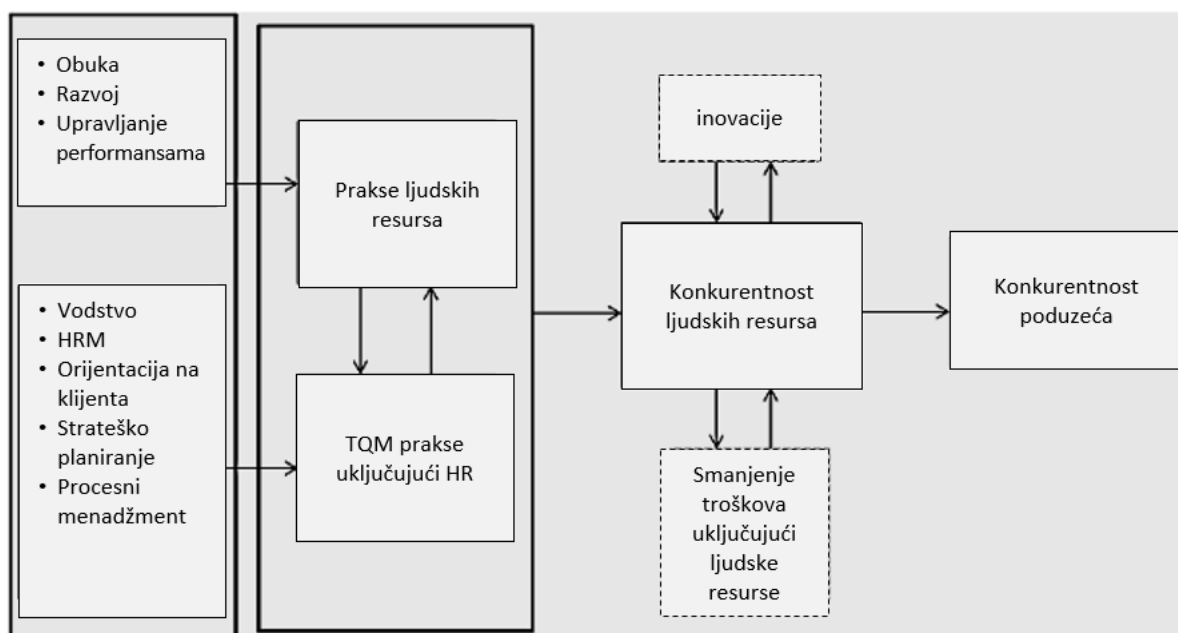 • Obuka
• Razvoj
• Upravljanje
performansama
• Vodstvo
• HRM
• Orijentacija na
klijenta
• Strateško
planiranje
• Procesni
menadžment
Prakse ljudskih
resursa
TQM prakse
uključujući HR
inovacije
Konkurentnost
ljudskih resursa
Smanjenje
troškova
uključujući
ljudske
resurse
Konkurentnost
poduzeća